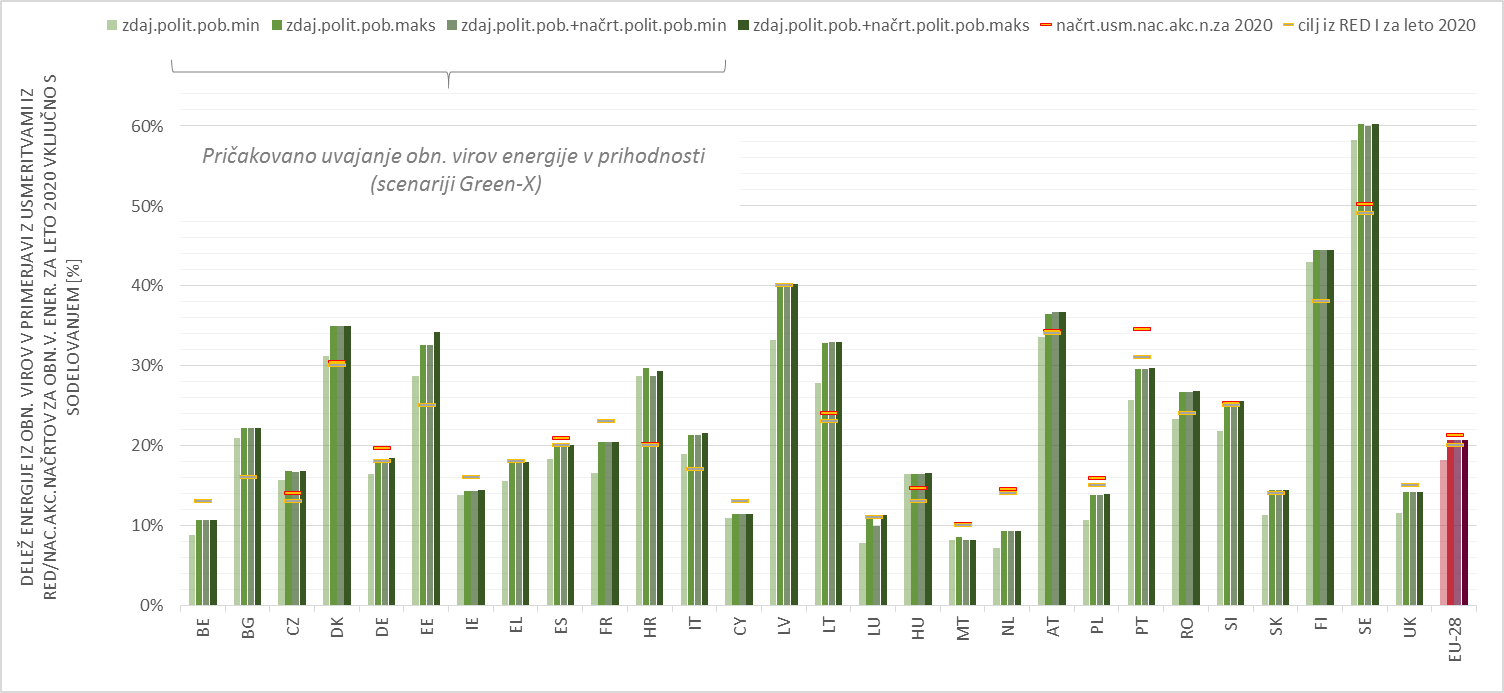 zdaj.polit.pob.min zdaj.polit.pob.maks zdaj.polit.pob.+načrt.polit.pob.min zdaj.polit.pob.+načrt.polit.pob.maks načrt.usm.nac.akc.n.za 2020 cilj iz RED I za leto 2020
DELEŽ ENERGIJE IZ OBN. VIROV V PRIMERJAVI Z USMERITVAMI IZ
RED/NAC.AKC.NAČRTOV ZA OBN.V. ENER. ZA LETO 2020 VKLJUČNO S
SODELOVANJEM [%]
Pričakovano uvajanje obn. virov energije v prihodnosti
(scenariji Green-X)
60%
50%
40%
30%
20%
10%
0%
BE BG CZ DK DE EE IE EL ES FR HR IT CY LV LT LU HU MT NL AT PL PT RO SI SK FI SE UK EU-28